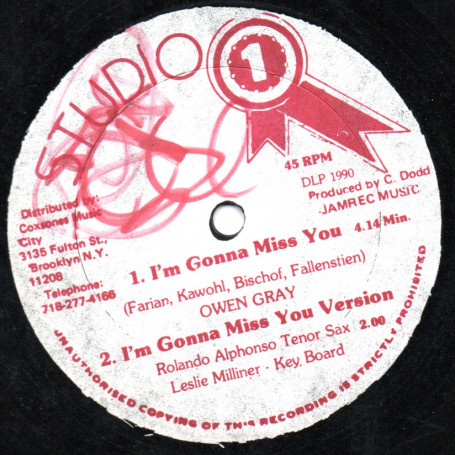 STUDIO
1
45 RPM
DLP 1990
Produced by C. Dodd
JAMREC MUSIC
Distributed by:
Coxsones Music
City
3135 Fulton St.,
Brooklyn N.Y.
11208
Telephone:
718-277-4166
1. I'm Gonna Miss You 4.14 Min.
(Farian, Kawohl, Bischof, Fallenstien)
OWEN GRAY
2. I'm Gonna Miss You Version
Rolando Alphonso Tenor Sax 2.00
Leslie Milliner - Key Board
UNAUTHORISED COPYING OF THIS RECORDING IS STRICTLY PROHIBITED